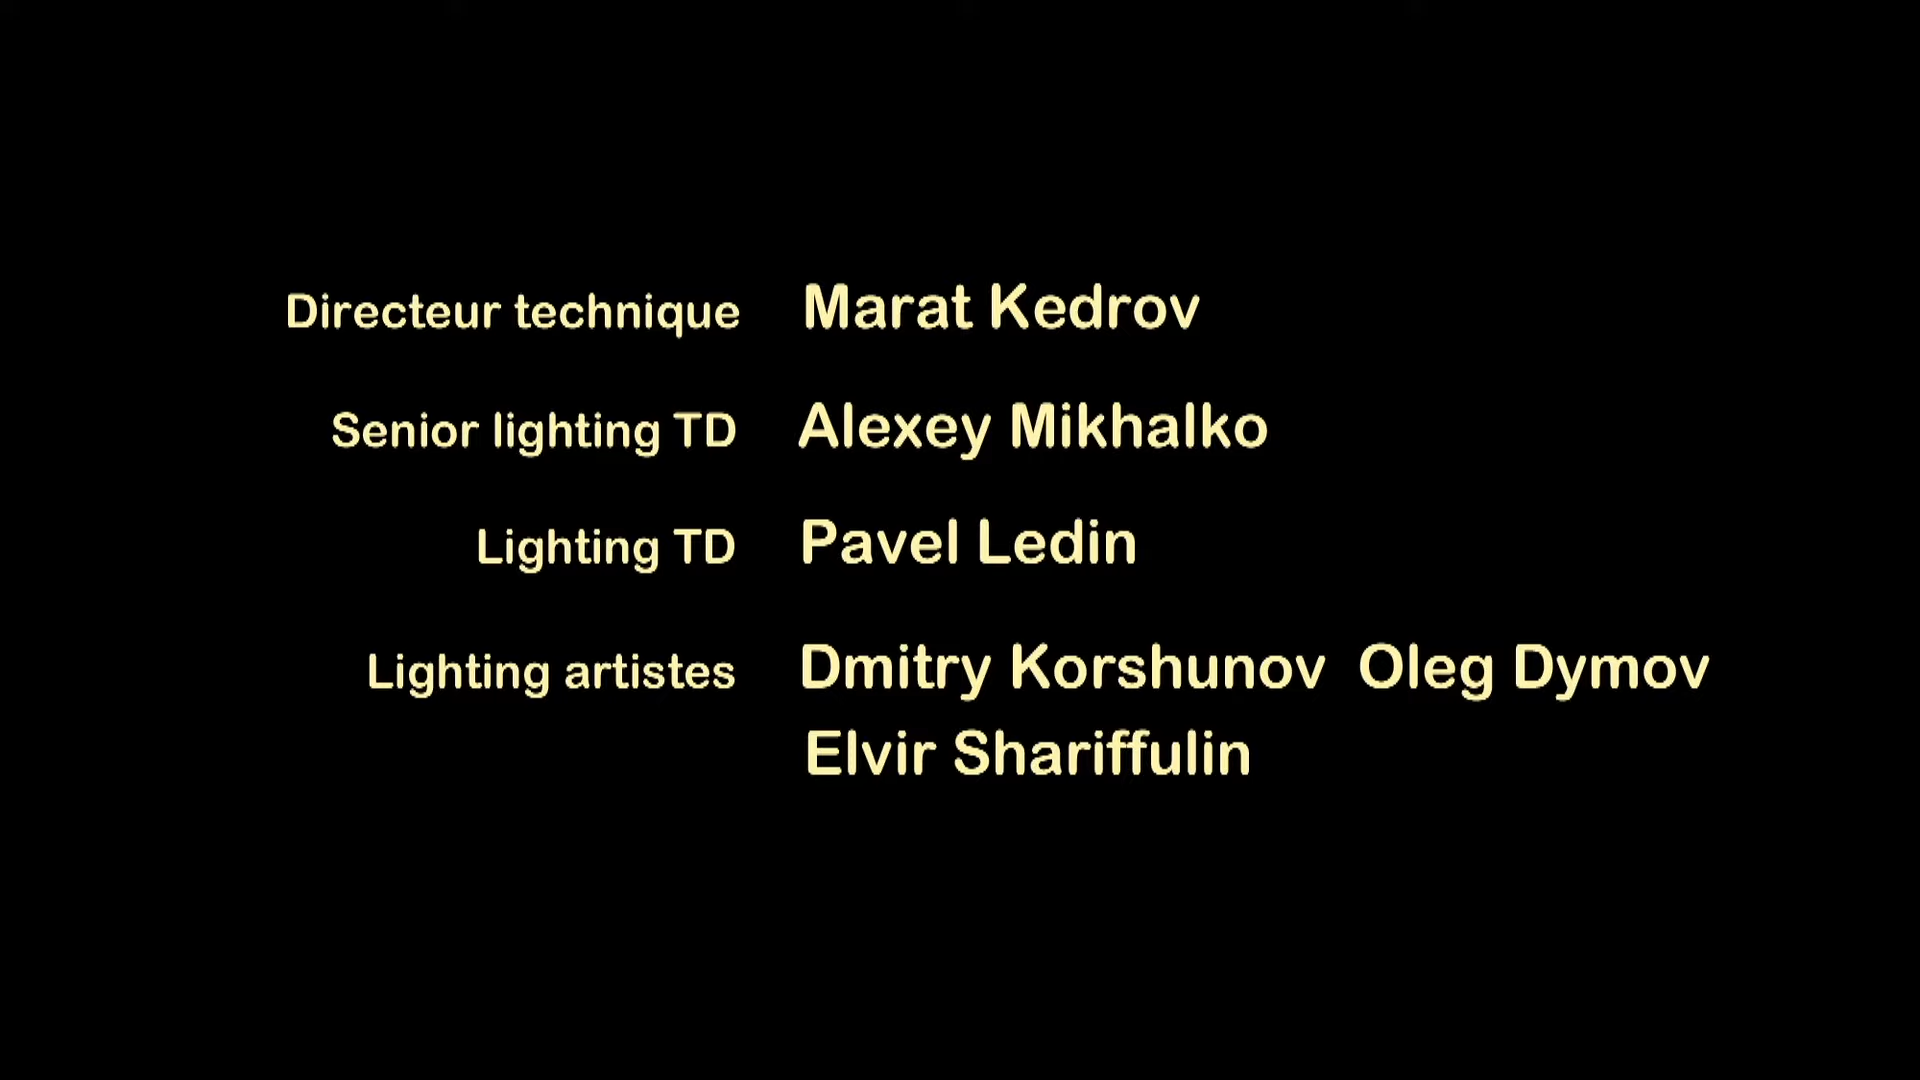 Directeur technique Marat Kedrov
Senior lighting TD Alexey Mikhalko
Lighting TD Pavel Ledin
Lighting artistes Dmitry Korshunov Oleg Dymov
Elvir Shariffulin